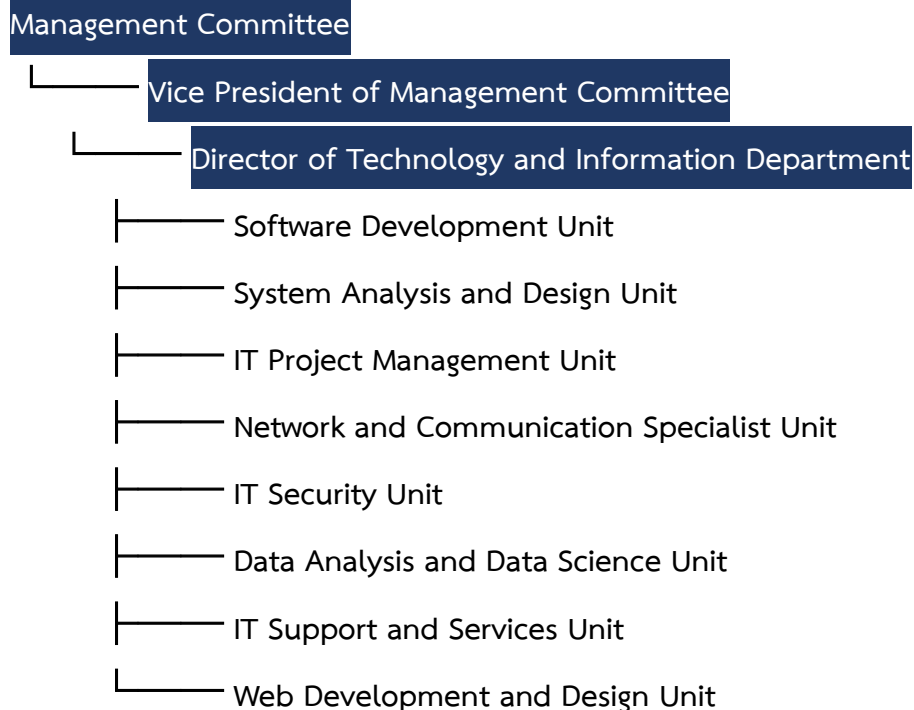 Management Committee
Vice President of Management Committee
Director of Technology and Information Department
Software Development Unit
System Analysis and Design Unit
IT Project Management Unit
Network and Communication Specialist Unit
IT Security Unit
Data Analysis and Data Science Unit
IT Support and Services Unit
Web Development and Design Unit